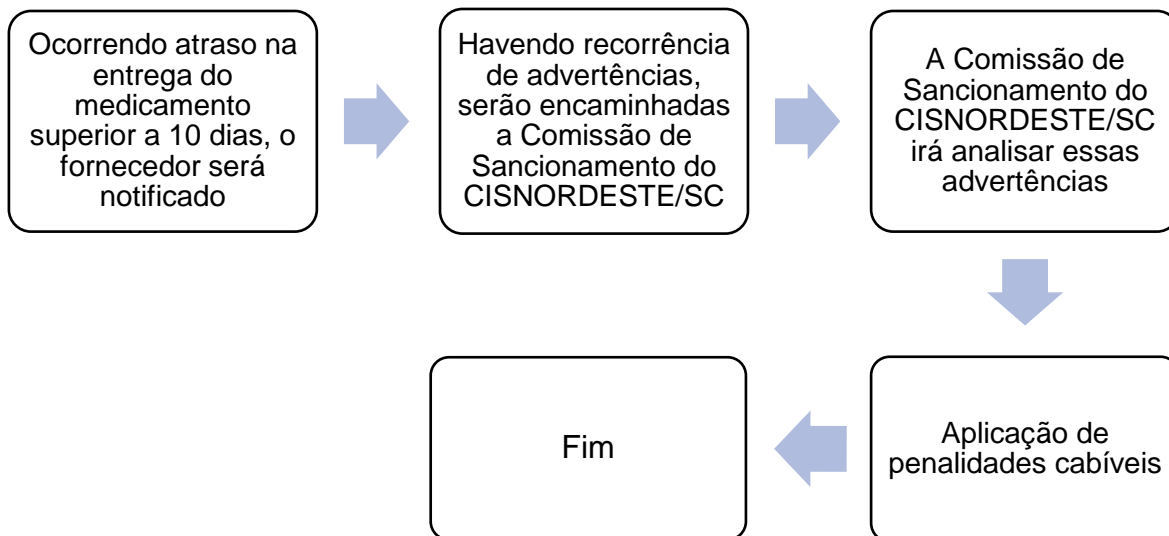 Ocorrendo atraso na
entrega do
medicamento
superior a 10 dias, o
fornecedor será
notificado
Havendo recorrência
de advertências,
serão encaminhadas
a Comissão de
Sancionamento do
CISNORDESTE/SC
A Comissão de
Sancionamento do
CISNORDESTE/SC
irá analisar essas
advertências
Aplicação de
penalidades cabíveis
Fim